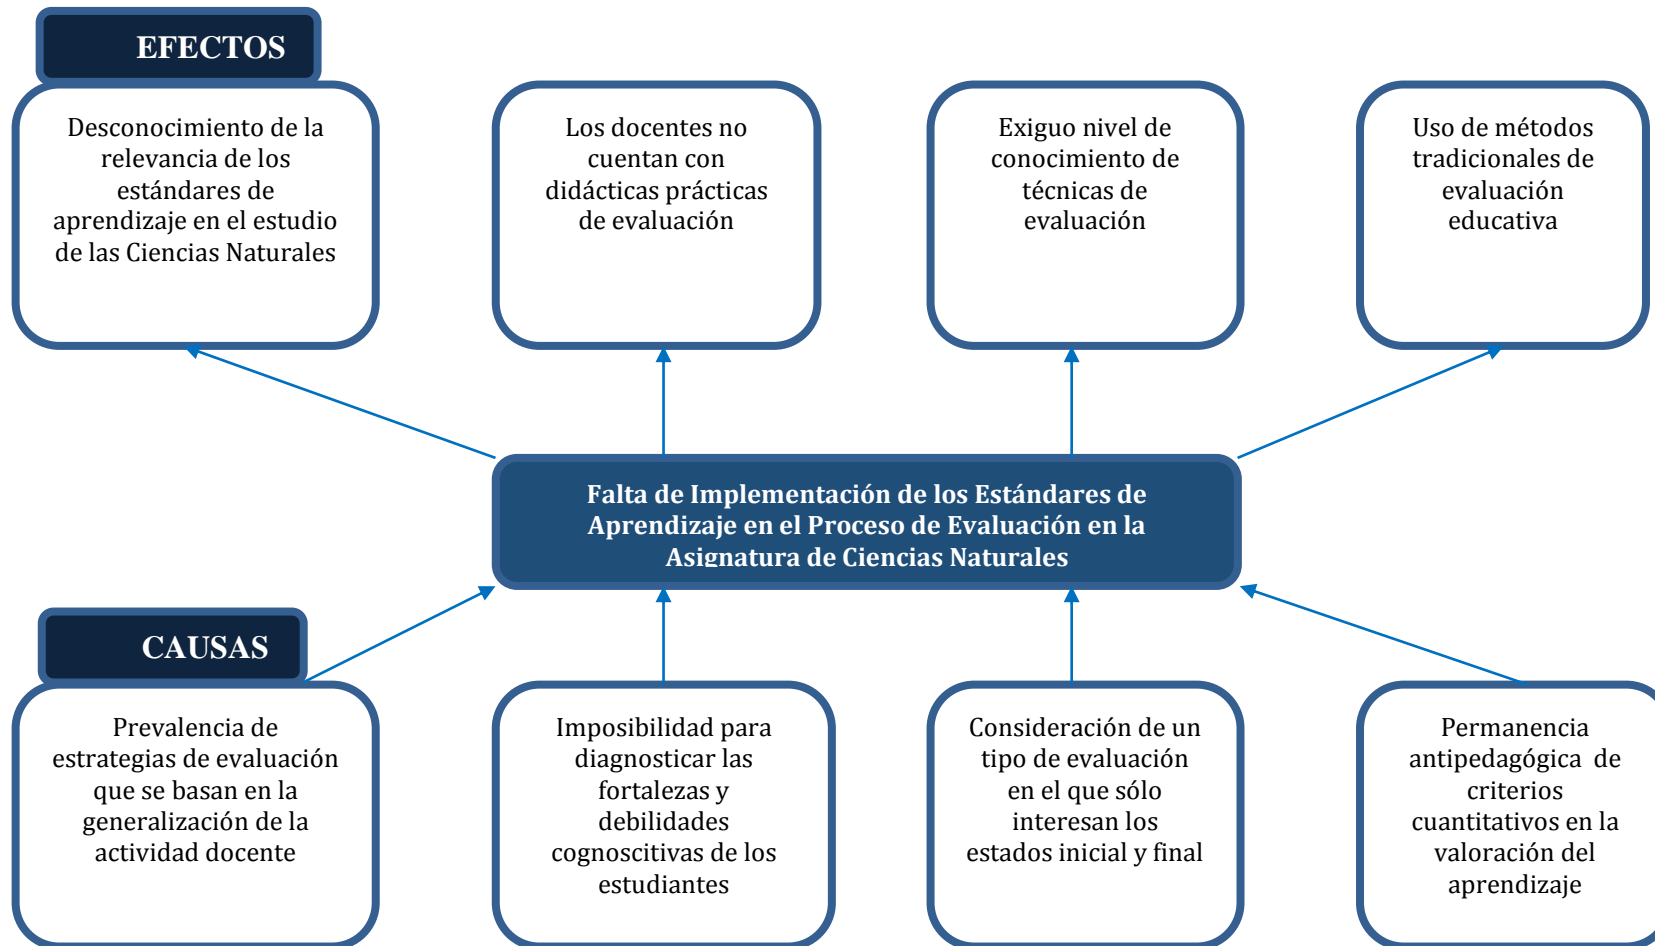 EFECTOS
Desconocimiento de la
relevancia de los
estándares de
aprendizaje en el estudio
de las Ciencias Naturales
Los docentes no
cuentan con
didácticas prácticas
de evaluación
Exiguo nivel de
conocimiento de
técnicas de
evaluación
Uso de métodos
tradicionales de
evaluación
educativa
Falta de Implementación de los Estándares de
Aprendizaje en el Proceso de Evaluación en la
Asignatura de Ciencias Naturales
CAUSAS
Prevalencia de
estrategias de evaluación
que se basan en la
generalización de la
actividad docente
Imposibilidad para
diagnosticar las
fortalezas y
debilidades
cognoscitivas de los
estudiantes
Consideración de un
tipo de evaluación
en el que sólo
interesan los
estados inicial y final
Permanencia
antipedagógica de
criterios
cuantitativos en la
valoración del
aprendizaje